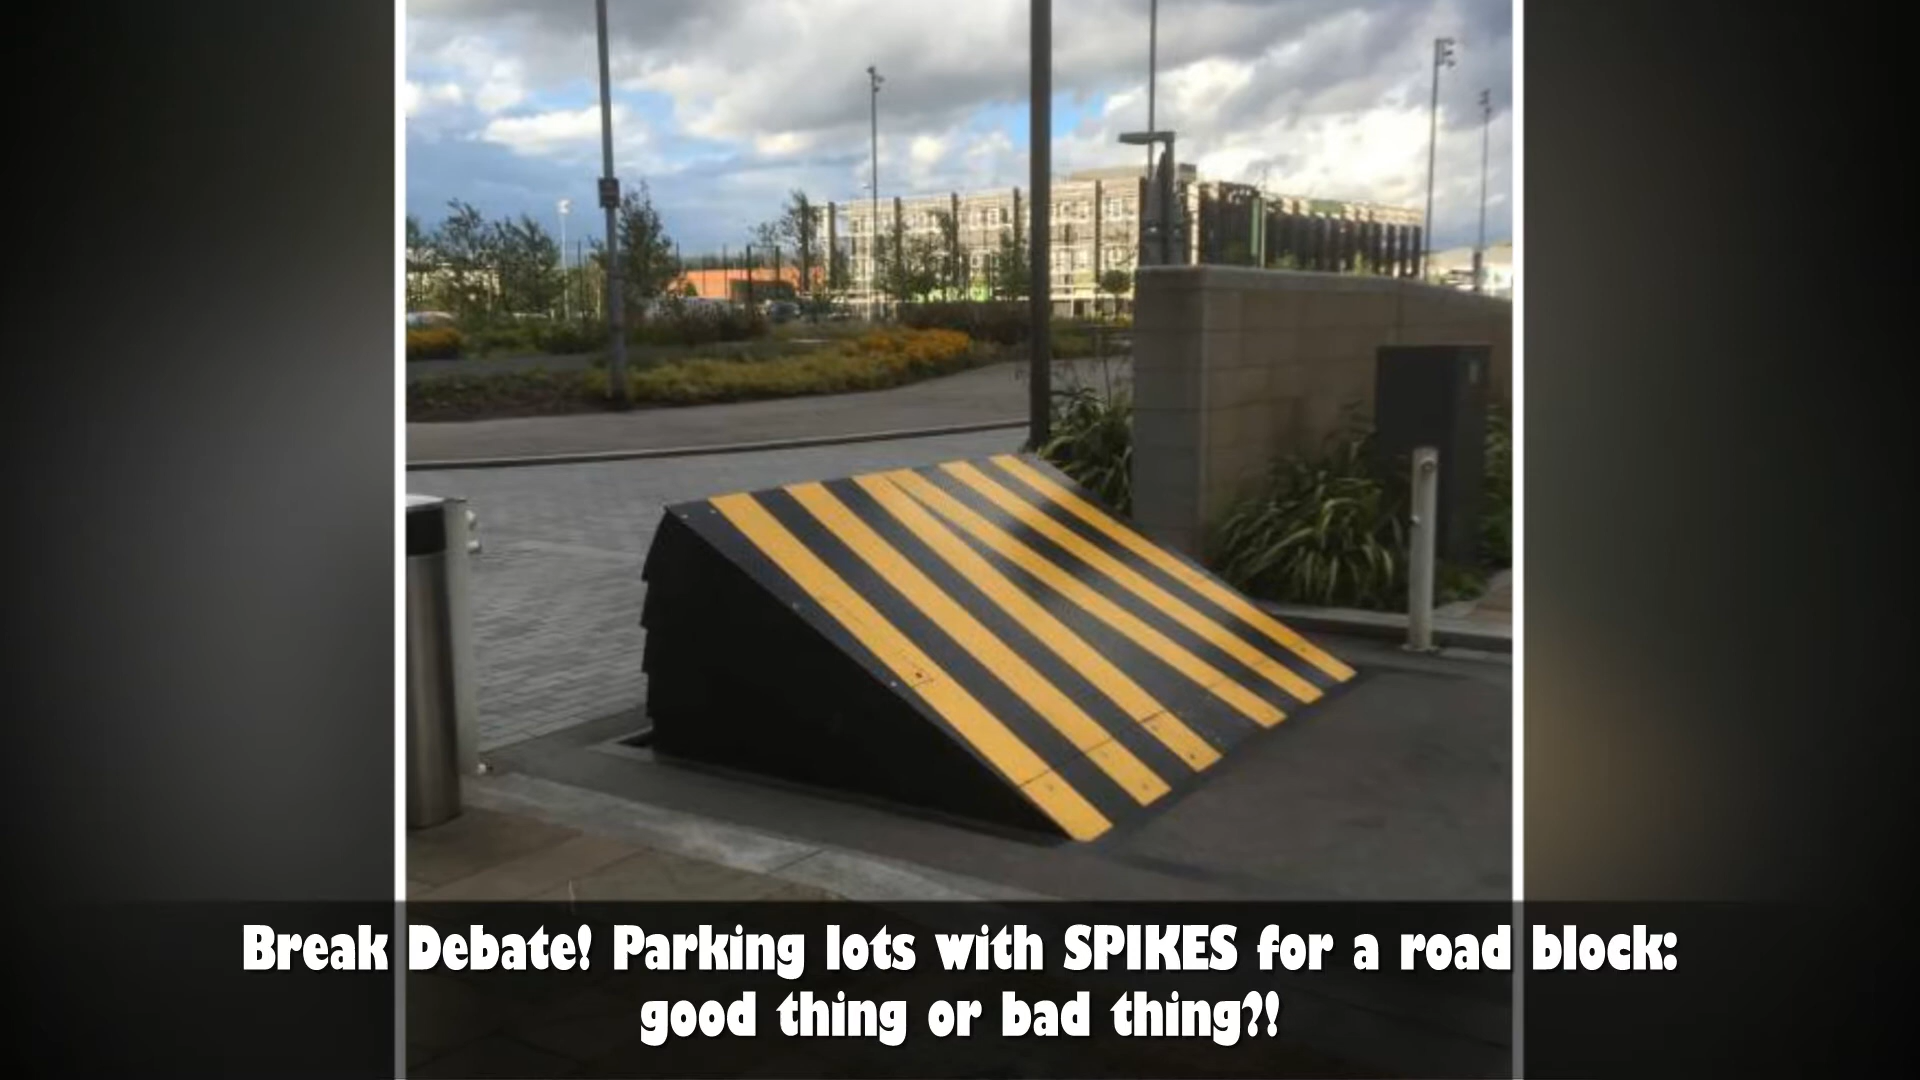 Break Debate! Parking lots with SPIKES for a road block:
good thing or bad thing?!